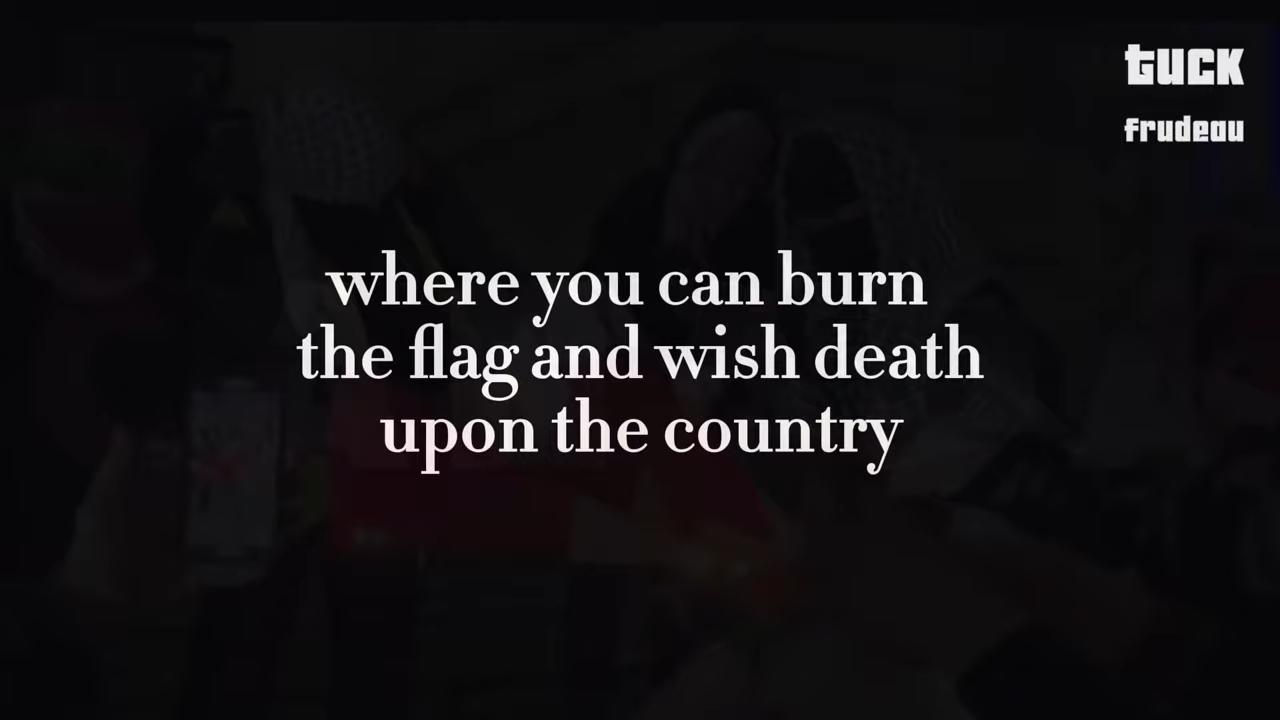 tuck
frudeau
where you can burn
the flag and wish death
upon the country